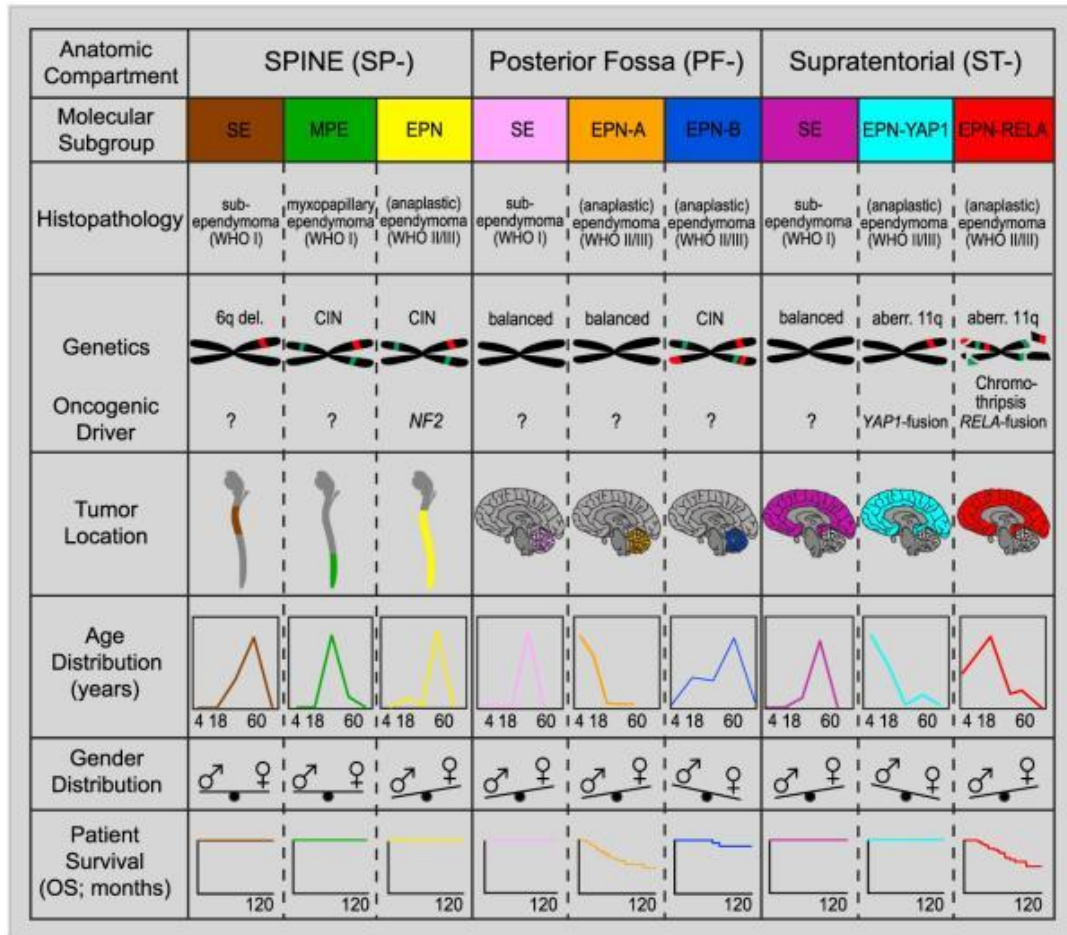 Anatomic
Compartment
SPINE (SP-)
Posterior Fossa (PF-)
Supratentorial (ST-)
Molecular
Subgroup
SE
MPE
EPN
SE
EPN-A
EPN-B
SE
EPN-YAP1
EPN-RELA
Histopathology
sub-
ependymoma
(WHO I)
myxopapillary
ependymoma
(WHO I)
(anaplastic)
ependymoma
(WHO II/III)
sub-
ependymoma
(WHO I)
(anaplastic)
ependymoma
(WHO II/III)
(anaplastic)
ependymoma
(WHO II/III)
sub-
ependymoma
(WHO I)
(anaplastic)
ependymoma
(WHO II/III)
(anaplastic)
ependymoma
(WHO II/III)
Genetics
6q del.
CIN
CIN
balanced
balanced
CIN
balanced
aberr. 11q
aberr. 11q
Oncogenic
Driver
?
?
NF2
?
?
?
?
YAP1-fusion
Chromo-
thripsis
RELA-fusion
Tumor
Location
Age
Distribution
(years)
4 18 60
4 18 60
4 18 60
4 18 60
4 18 60
4 18 60
4 18 60
4 18 60
4 18 60
Gender
Distribution
♂ ♀
♂ ♀
♂ ♀
♂ ♀
♂ ♀
♂ ♀
♂ ♀
♂ ♀
♂ ♀
Patient
Survival
(OS; months)
120
120
120
120
120
120
120
120
120